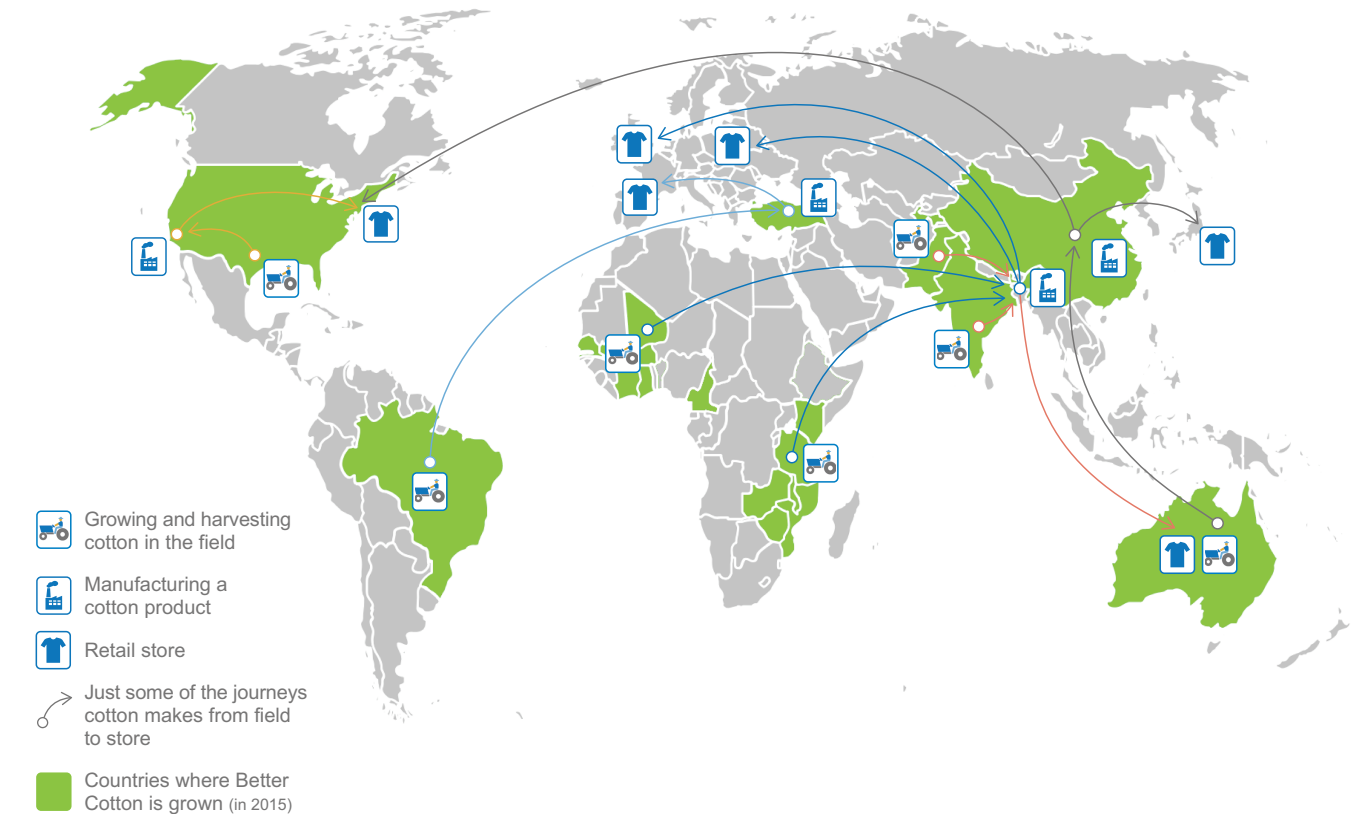 Growing and harvesting
cotton in the field
Manufacturing a
cotton product
Retail store
Just some of the journeys
cotton makes from field
to store
Countries where Better
Cotton is grown (in 2015)